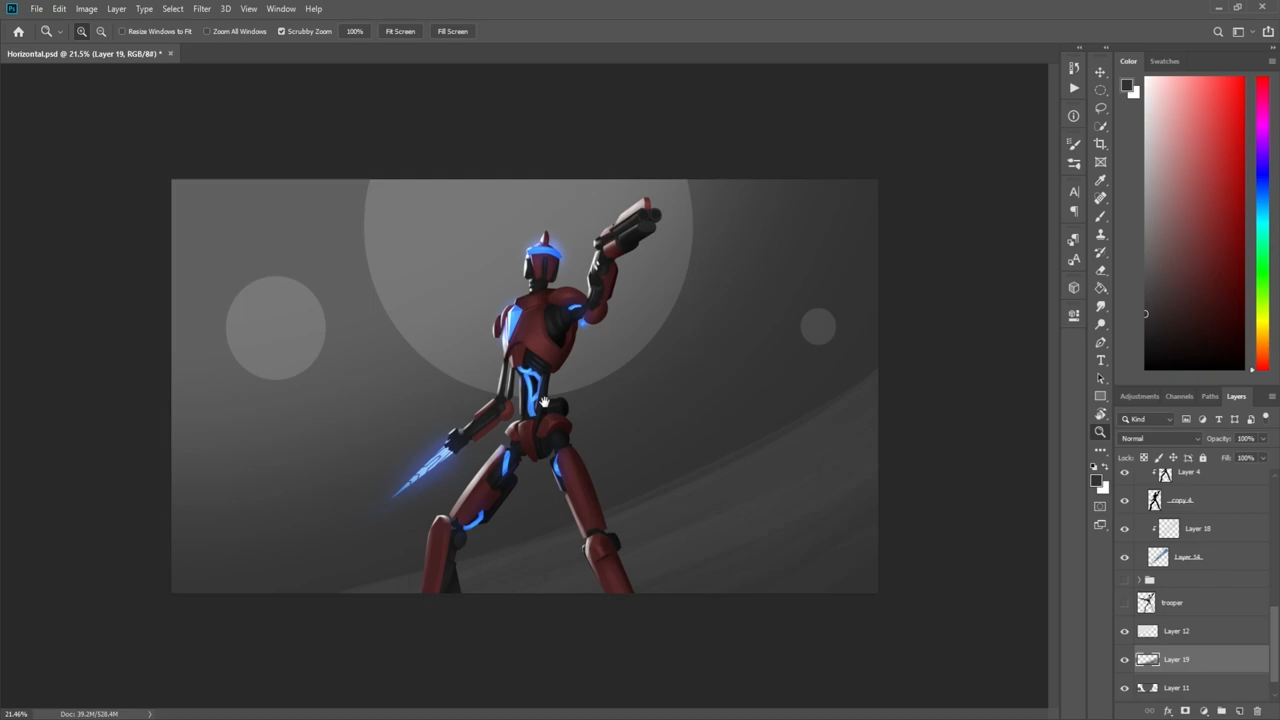 Ps File Edit Image Layer Type Select Filter 3D View Window Help
Resize Windows to Fit Zoom All Windows Scrubby Zoom 100% Fit Screen Fill Screen
Horizontal.psd @ 21.5% (Layer 19, RGB/8#) *
Color Swatches
Adjustments Channels Paths Layers
Kind
Normal Opacity: 100%
Lock: Fill: 100%
Layer 4
copy 4
Layer 18
Layer 14
trooper
Layer 12
Layer 19
Layer 11
21.46% Doc: 39.2M/528.4M